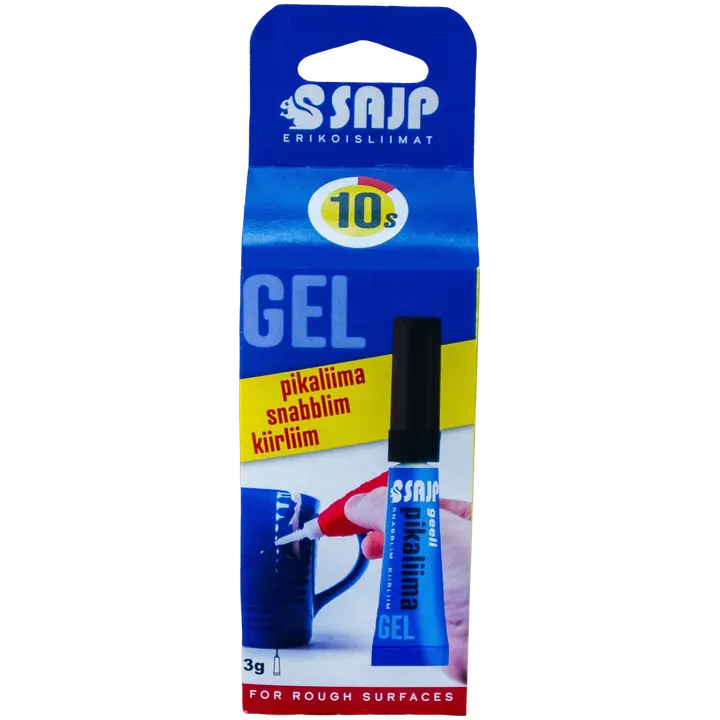 SAJP
ERIKOISLIIMAT
10s
GEL
pikaliima
snabblim
kiirliim
SAJP
geeli
pikaliima
SNABBLIM KIIRLIIM
GEL
3g
FOR ROUGH SURFACES